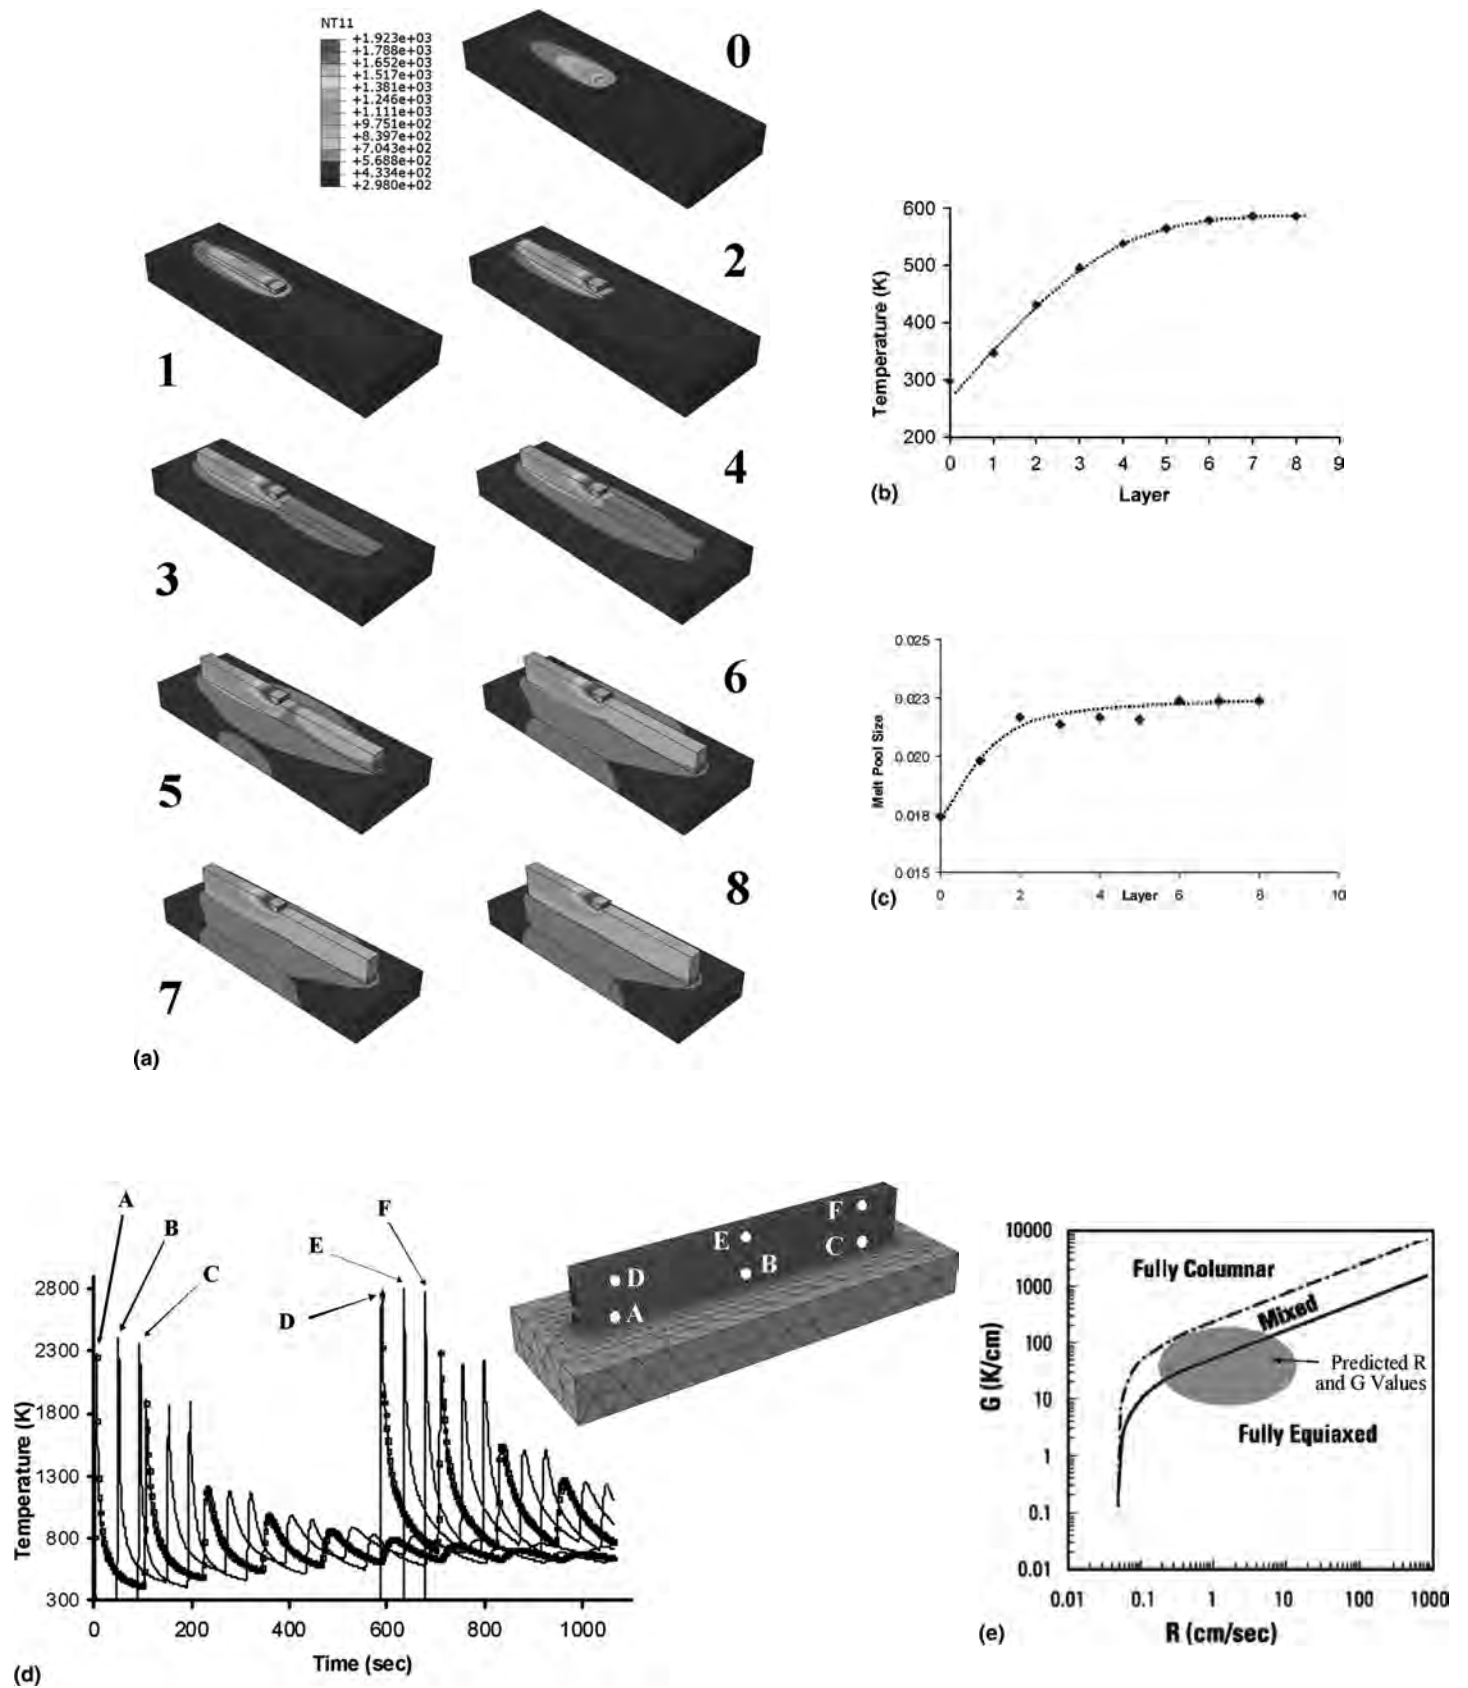 NT11
+1.923e+03
+1.788e+03
+1.652e+03
+1.517e+03
+1.381e+03
+1.246e+03
+1.111e+03
+9.751e+02
+8.397e+02
+7.043e+02
+5.688e+02
+4.334e+02
+2.980e+02
0
1
2
3
4
5
6
7
8
(a)
Temperature (K)
600
500
400
300
200
0 1 2 3 4 5 6 7 8 9
Layer
(b)
Melt Pool Size
0.025
0.023
0.020
0.018
0.015
0 2 4 6 8 10
Layer
(c)
A
B
C
D
E
F
Temperature (K)
2800
2300
1800
1300
800
300
0 200 400 600 800 1000
Time (sec)
D
A
E
B
F
C
(d)
G (K/cm)
10000
1000
100
10
1
0.1
0.01
Fully Columnar
Mixed
Predicted R
and G Values
Fully Equiaxed
0.01 0.1 1 10 100 1000
R (cm/sec)
(e)